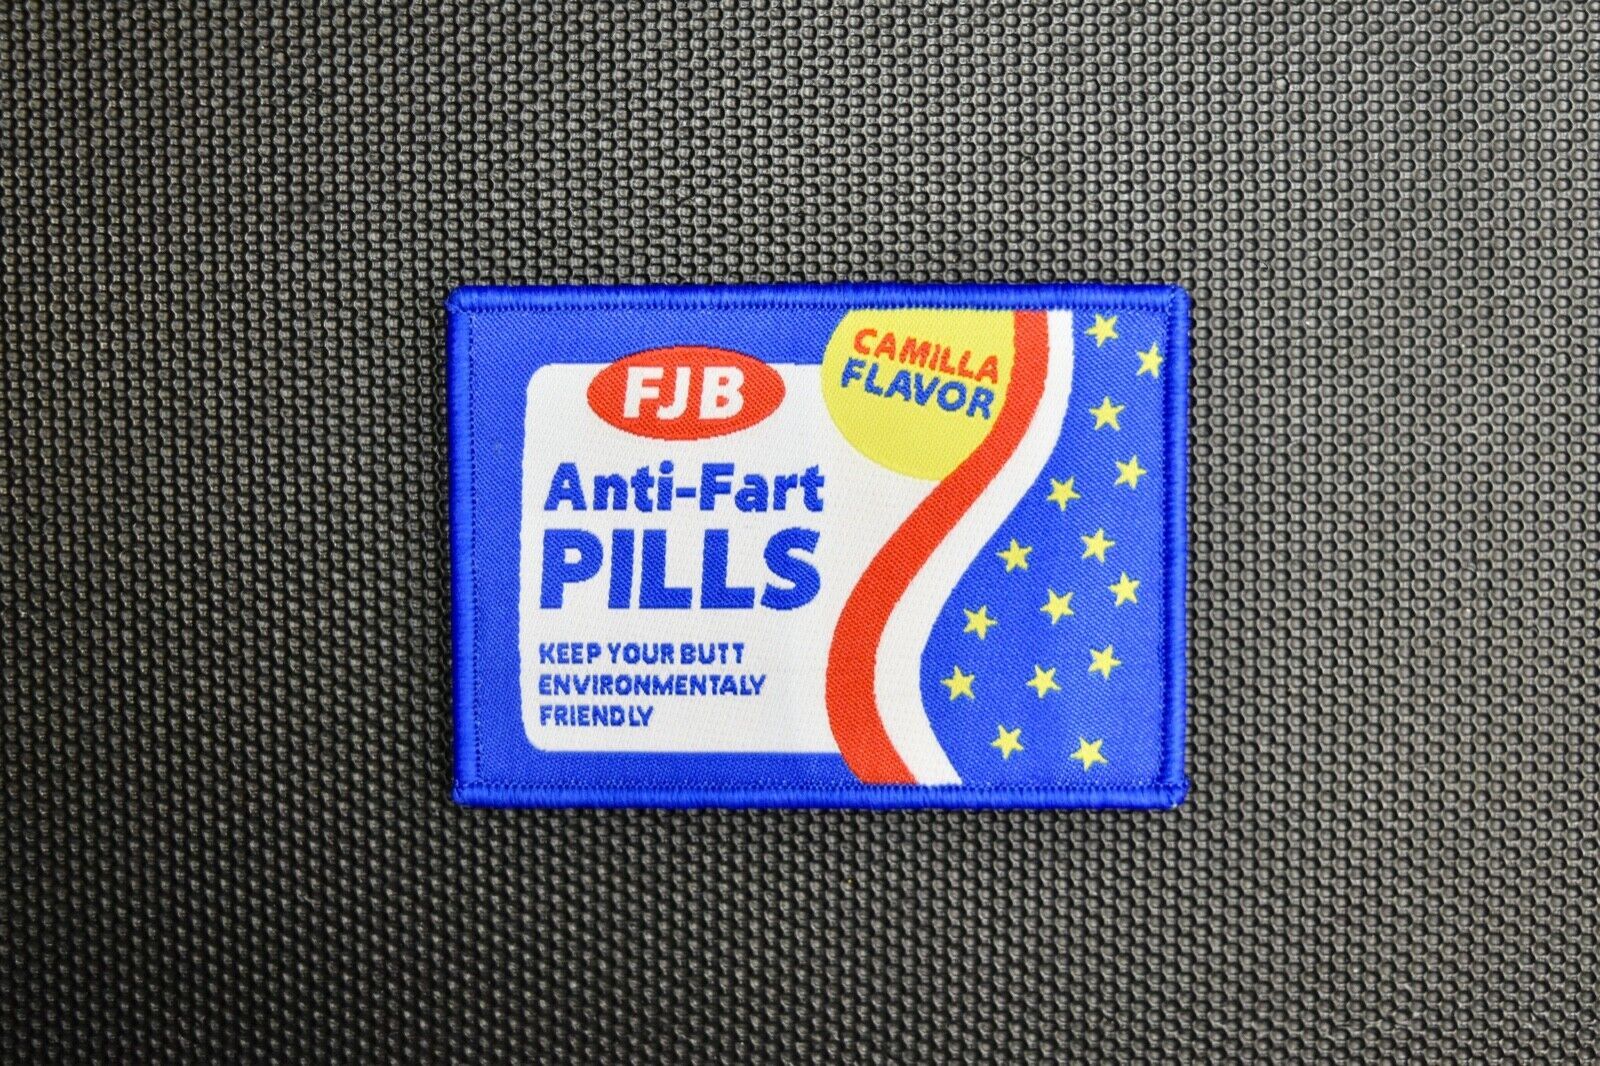 FJB
CAMILLA
FLAVOR
Anti-Fart
PILLS
KEEP YOUR BUTT
ENVIRONMENTALY
FRIENDLY